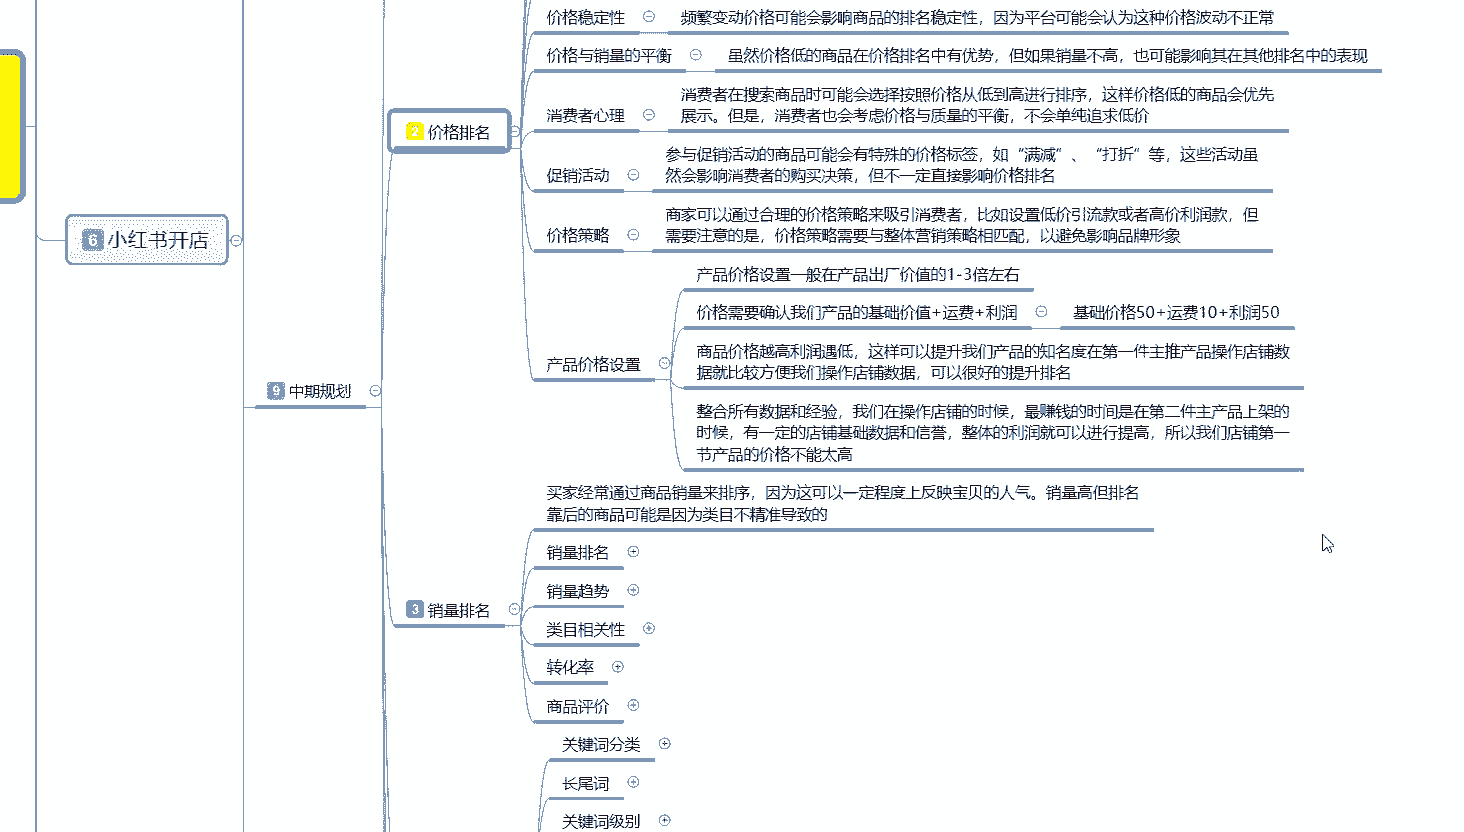 价格稳定性
频繁变动价格可能会影响商品的排名稳定性，因为平台可能会认为这种价格波动不正常
价格与销量的平衡
虽然价格低的商品在价格排名中有优势，但如果销量不高，也可能影响其在其他排名中的表现
消费者心理
消费者在搜索商品时可能会选择按照价格从低到高进行排序，这样价格低的商品会优先
展示。但是，消费者也会考虑价格与质量的平衡，不会单纯追求低价
2 价格排名
促销活动
参与促销活动的商品可能会有特殊的价格标签，如“满减”、“打折”等，这些活动虽
然会影响消费者的购买决策，但不一定直接影响价格排名
价格策略
商家可以通过合理的价格策略来吸引消费者，比如设置低价引流款或者高价利润款，但
需要注意的是，价格策略需要与整体营销策略相匹配，以避免影响品牌形象
6 小红书开店
产品价格设置
产品价格设置一般在产品出厂价值的1-3倍左右
价格需要确认我们产品的基础价值+运费+利润
基础价格50+运费10+利润50
商品价格越高利润遇低，这样可以提升我们产品的知名度在第一件主推产品操作店铺数
据就比较方便我们操作店铺数据，可以很好的提升排名
整合所有数据和经验，我们在操作店铺的时候，最赚钱的时间是在第二件主产品上架的
时候，有一定的店铺基础数据和信誉，整体的利润就可以进行提高，所以我们店铺第一
节产品的价格不能太高
9 中期规划
买家经常通过商品销量来排序，因为这可以一定程度上反映宝贝的人气。销量高但排名
靠后的商品可能是因为类目不精准导致的
销量排名
销量趋势
3 销量排名
类目相关性
转化率
商品评价
关键词分类
长尾词
关键词级别